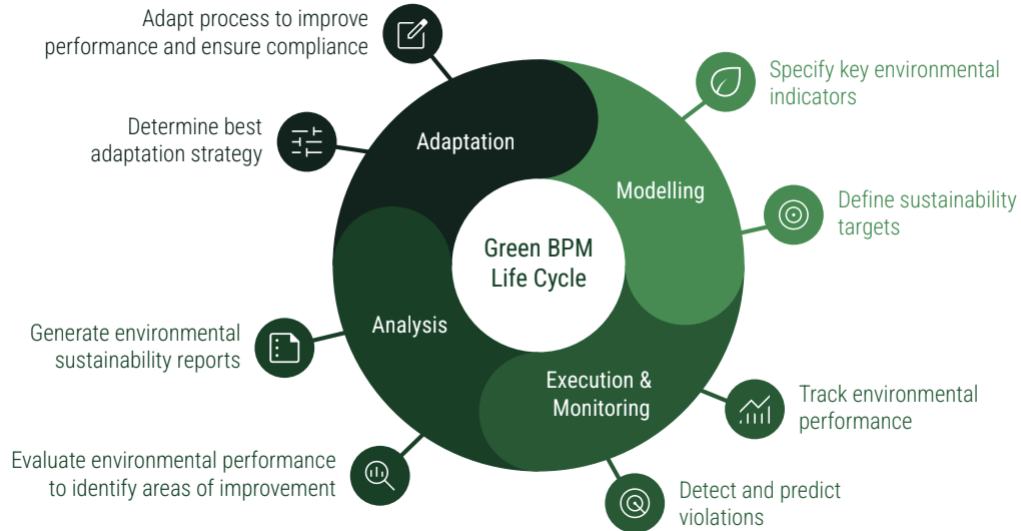 Adapt process to improve
performance and ensure compliance
Determine best
adaptation strategy
Generate environmental
sustainability reports
Evaluate environmental performance
to identify areas of improvement
Adaptation
Modelling
Green BPM
Life Cycle
Analysis
Execution &
Monitoring
Specify key environmental
indicators
Define sustainability
targets
Track environmental
performance
Detect and predict
violations